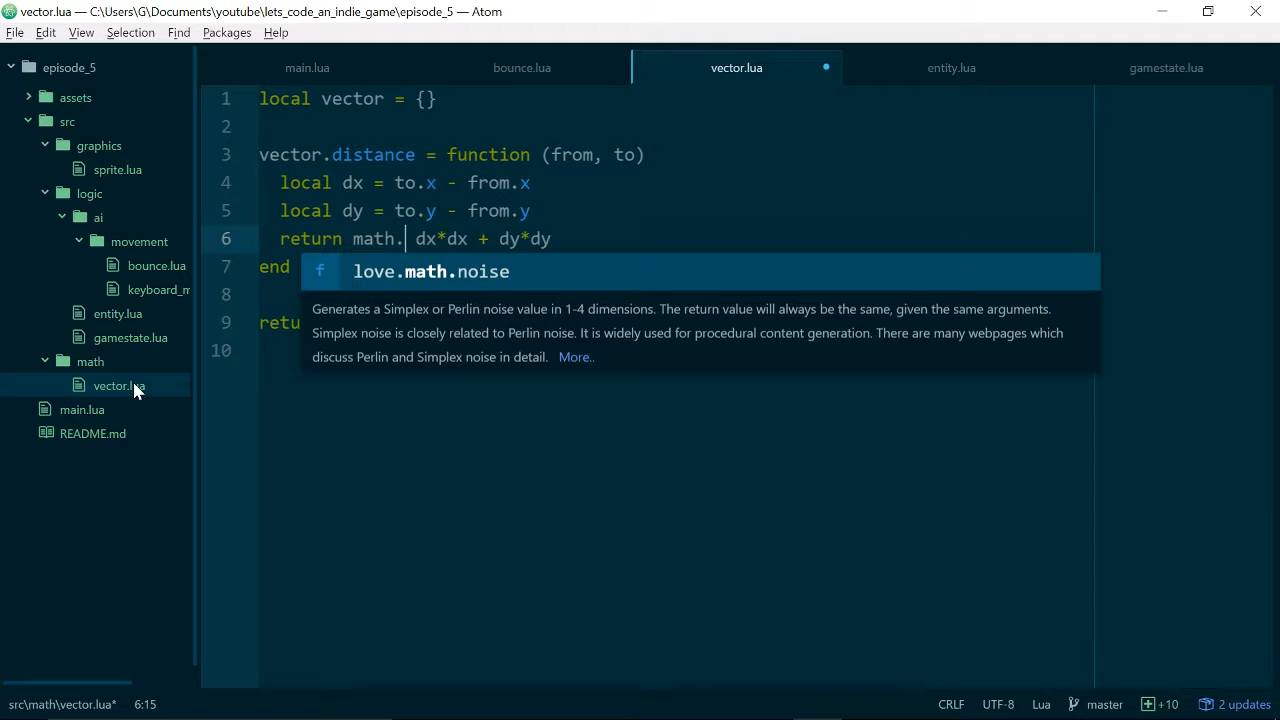 vector.lua — C:\Users\G\Documents\youtube\lets_code_an_indie_game\episode_5 — Atom
File Edit View Selection Find Packages Help
episode_5
assets
src
graphics
sprite.lua
logic
ai
movement
bounce.lua
keyboard_m
entity.lua
gamestate.lua
math
vector.lua
main.lua
README.md
main.lua bounce.lua vector.lua entity.lua gamestate.lua
1 local vector = {}
2
3 vector.distance = function (from, to)
4 local dx = to.x - from.x
5 local dy = to.y - from.y
6 return math. dx*dx + dy*dy
7 end
f love.math.noise
8
Generates a Simplex or Perlin noise value in 1-4 dimensions. The return value will always be the same, given the same arguments.
9 retu
Simplex noise is closely related to Perlin noise. It is widely used for procedural content generation. There are many webpages which
10
discuss Perlin and Simplex noise in detail. More..
src\math\vector.lua* 6:15 CRLF UTF-8 Lua master +10 2 updates